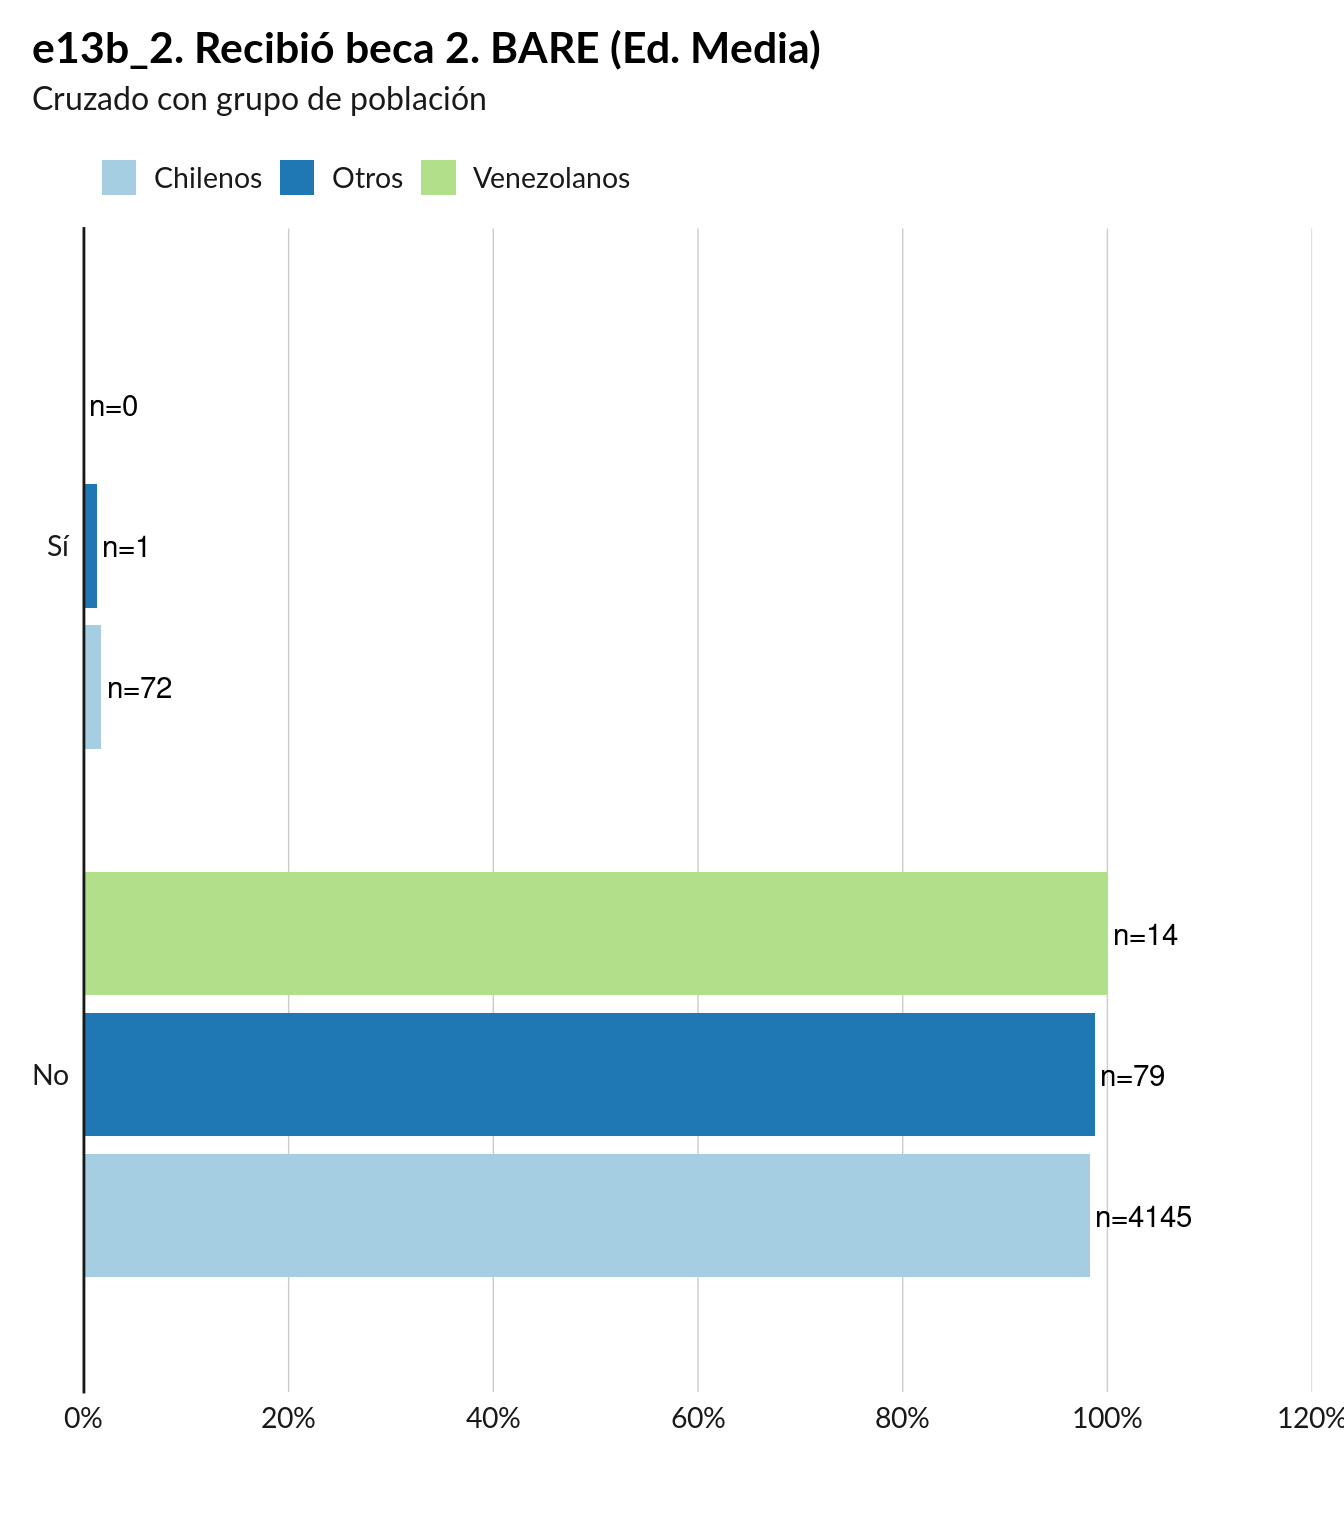 e13b_2. Recibió beca 2. BARE (Ed. Media)
Cruzado con grupo de población
Chilenos Otros Venezolanos
n=0
Sí n=1
n=72
n=14
No n=79
n=4145
0% 20% 40% 60% 80% 100% 120%